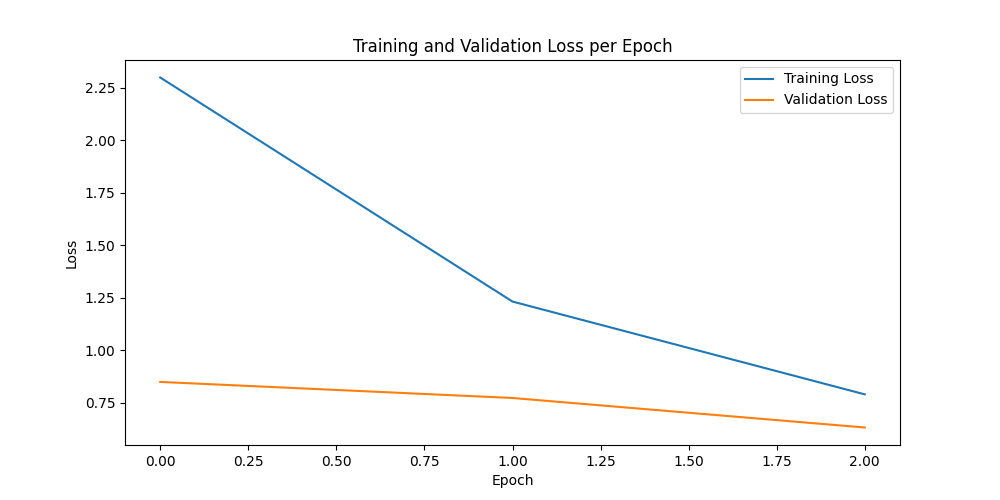 Training and Validation Loss per Epoch
Training Loss
Validation Loss
Loss
2.25
2.00
1.75
1.50
1.25
1.00
0.75
0.00 0.25 0.50 0.75 1.00 1.25 1.50 1.75 2.00
Epoch